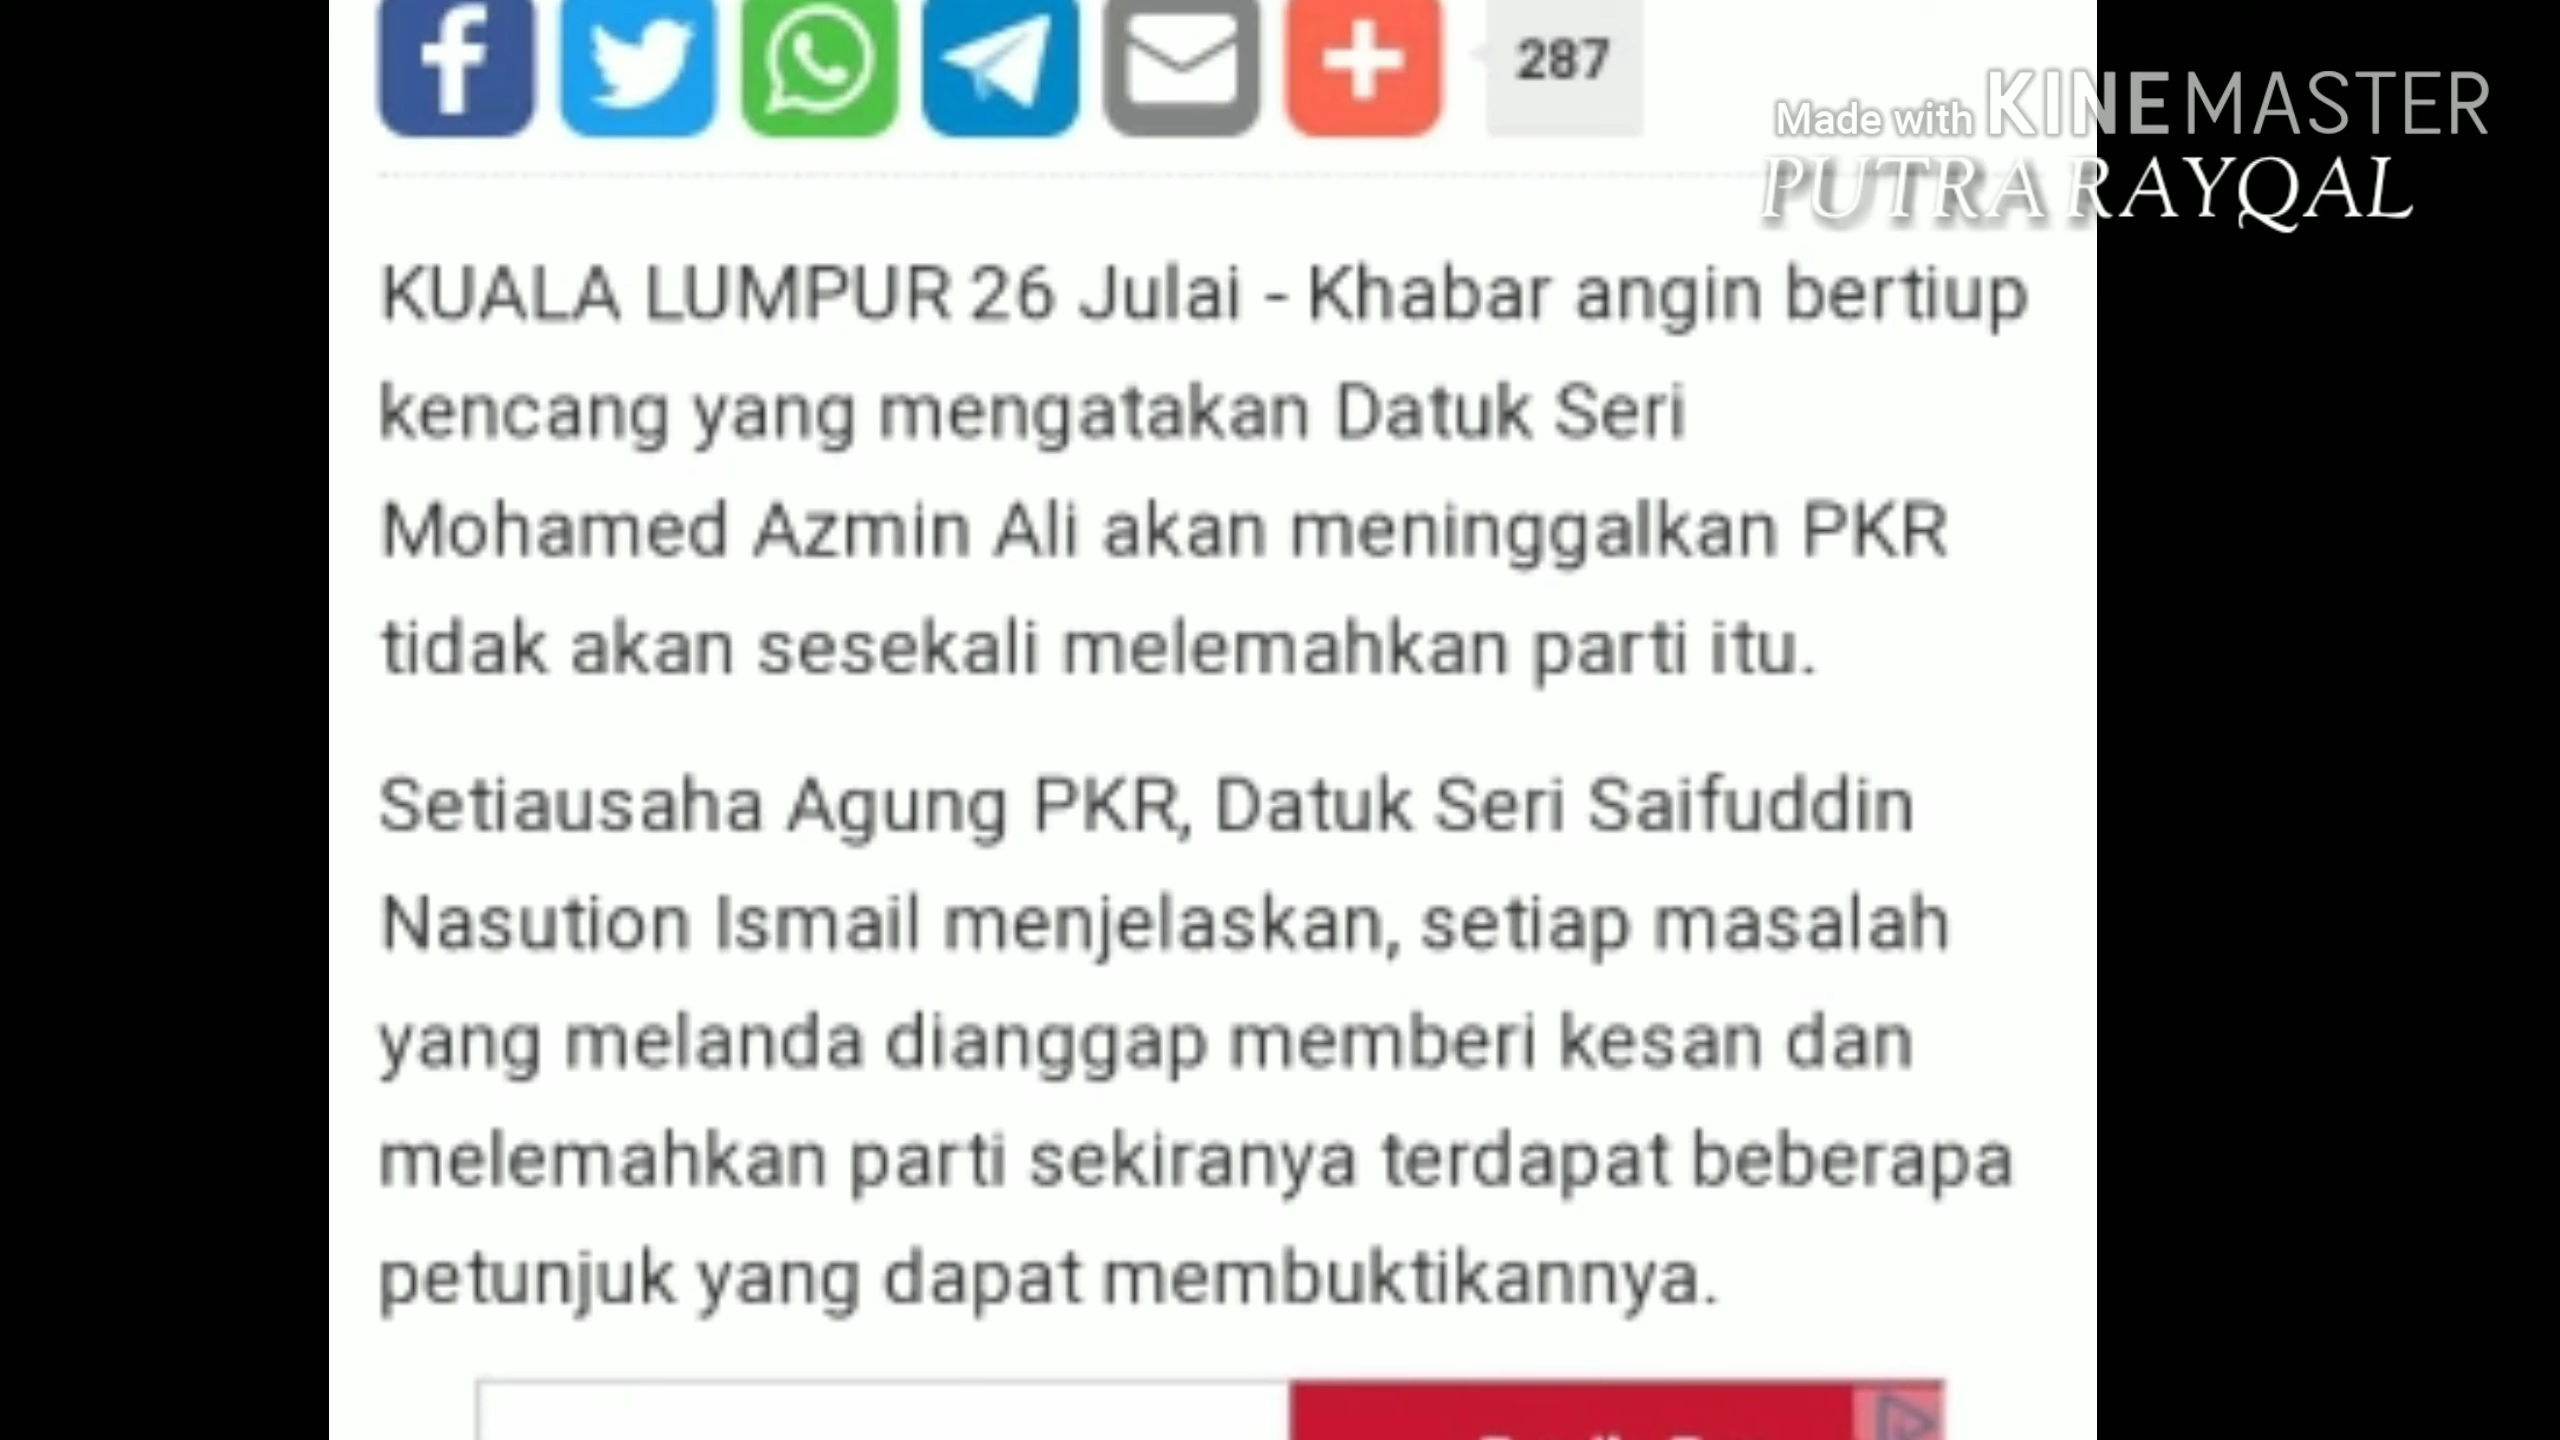 287
Made with KINEMASTER
PUTRA RAYQAL
KUALA LUMPUR 26 Julai - Khabar angin bertiup
kencang yang mengatakan Datuk Seri
Mohamed Azmin Ali akan meninggalkan PKR
tidak akan sesekali melemahkan parti itu.
Setiausaha Agung PKR, Datuk Seri Saifuddin
Nasution Ismail menjelaskan, setiap masalah
yang melanda dianggap memberi kesan dan
melemahkan parti sekiranya terdapat beberapa
petunjuk yang dapat membuktikannya.